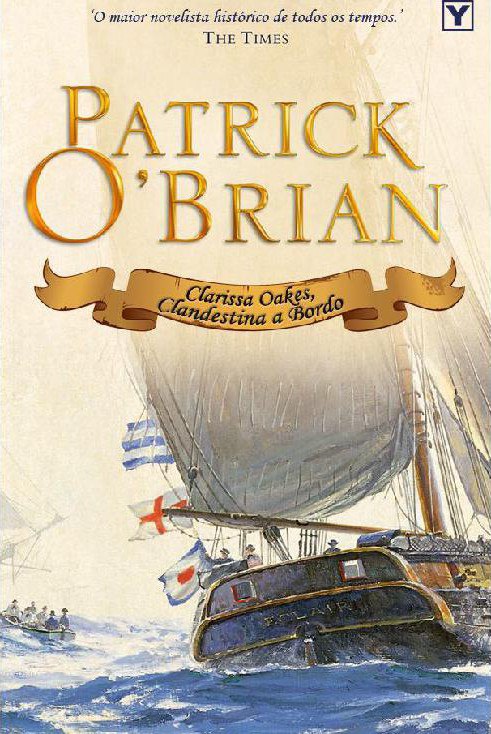 'O maior novelista histórico de todos os tempos.'
THE TIMES
Y
PATRICK
O'BRIAN
Clarissa Oakes,
Clandestina a Bordo